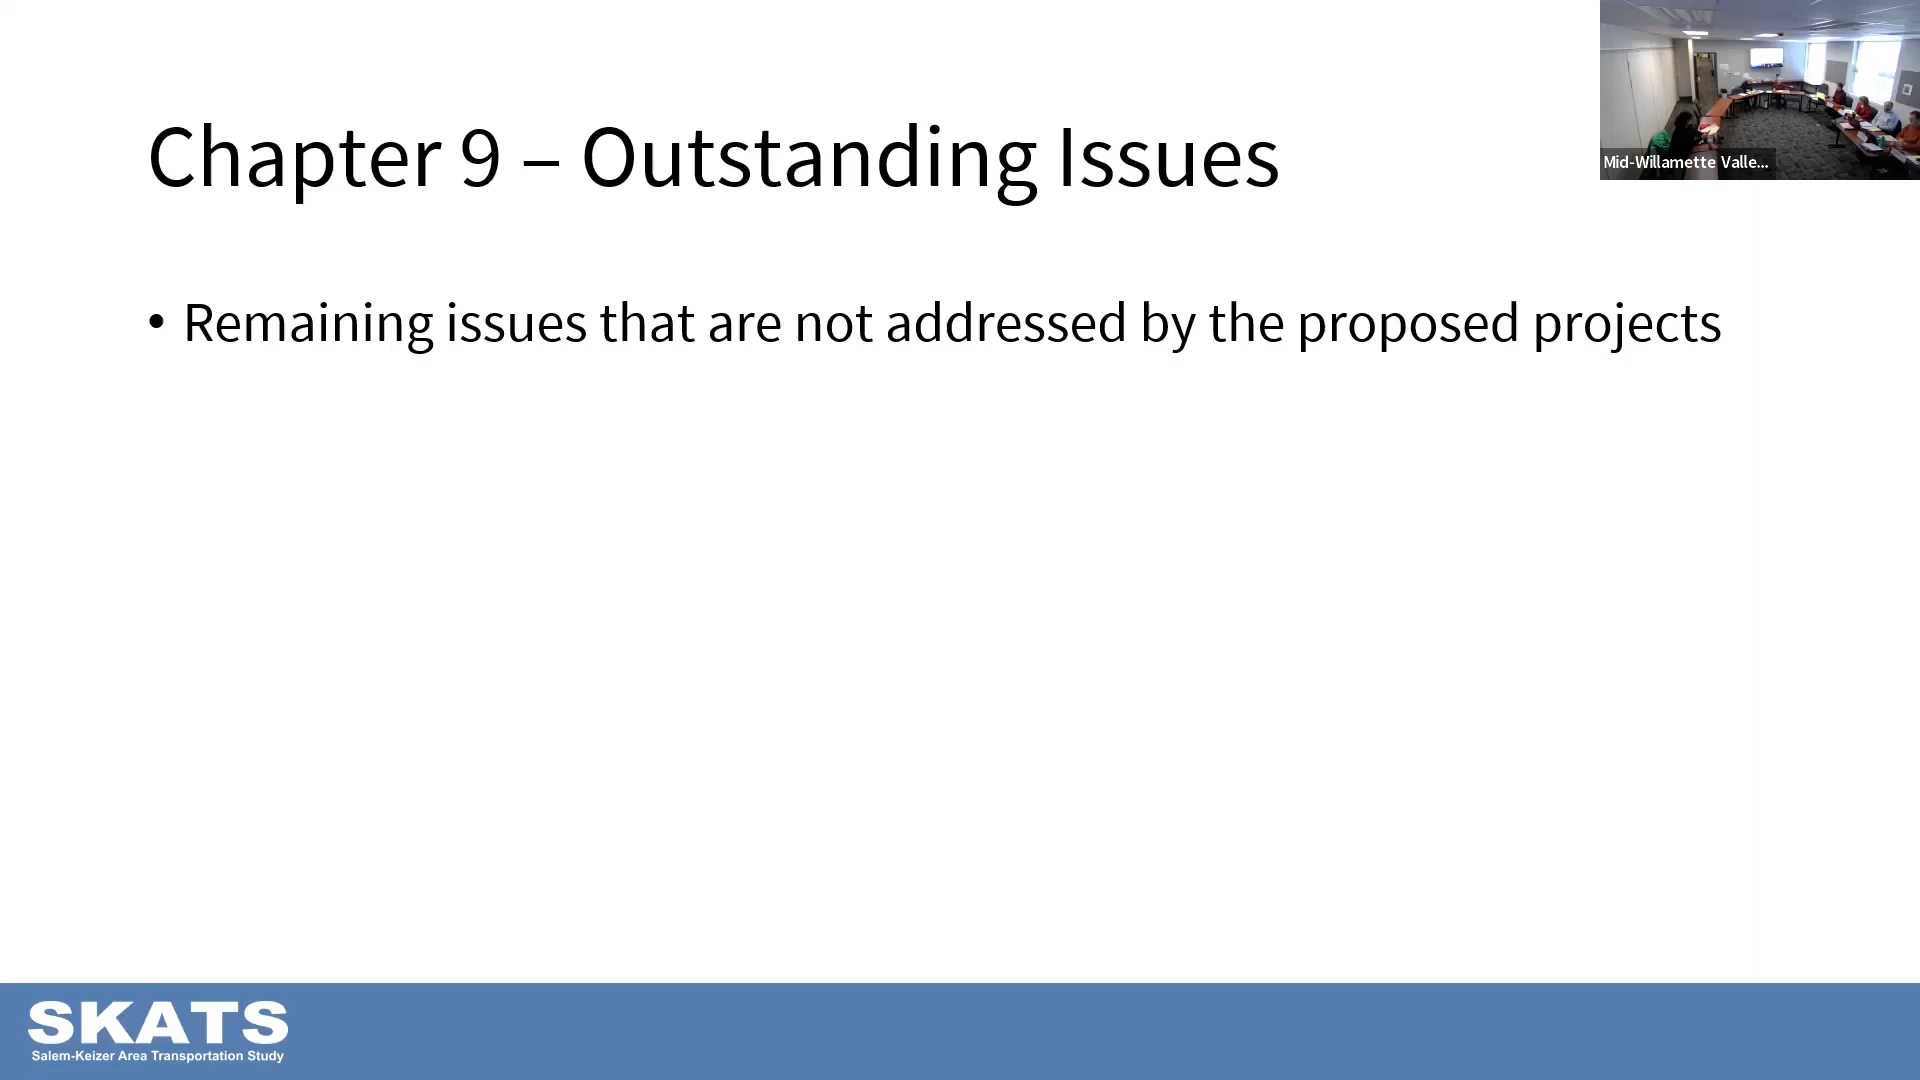 Chapter 9 – Outstanding Issues
Mid-Willamette Valle...
• Remaining issues that are not addressed by the proposed projects
SKATS
Salem-Keizer Area Transportation Study